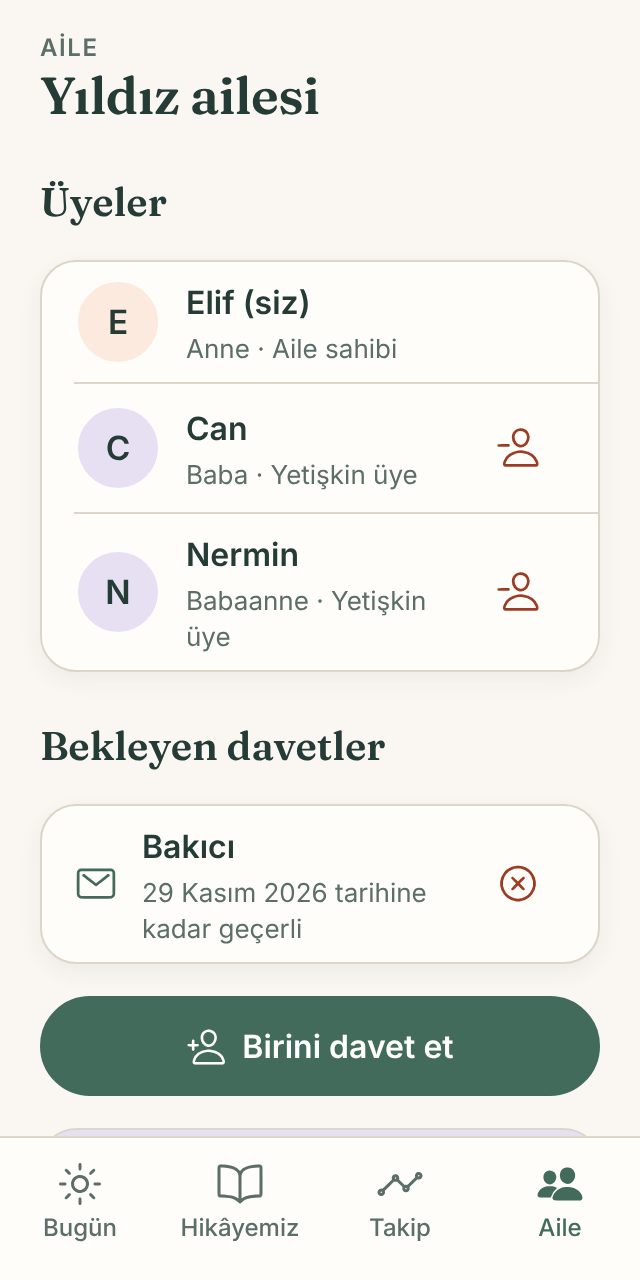 AİLE
Yıldız ailesi
Üyeler
E
Elif (siz)
Anne · Aile sahibi
C
Can
Baba · Yetişkin üye
N
Nermin
Babaanne · Yetişkin
üye
Bekleyen davetler
Bakıcı
29 Kasım 2026 tarihine
kadar geçerli
Birini davet et
Bugün
Hikâyemiz
Takip
Aile